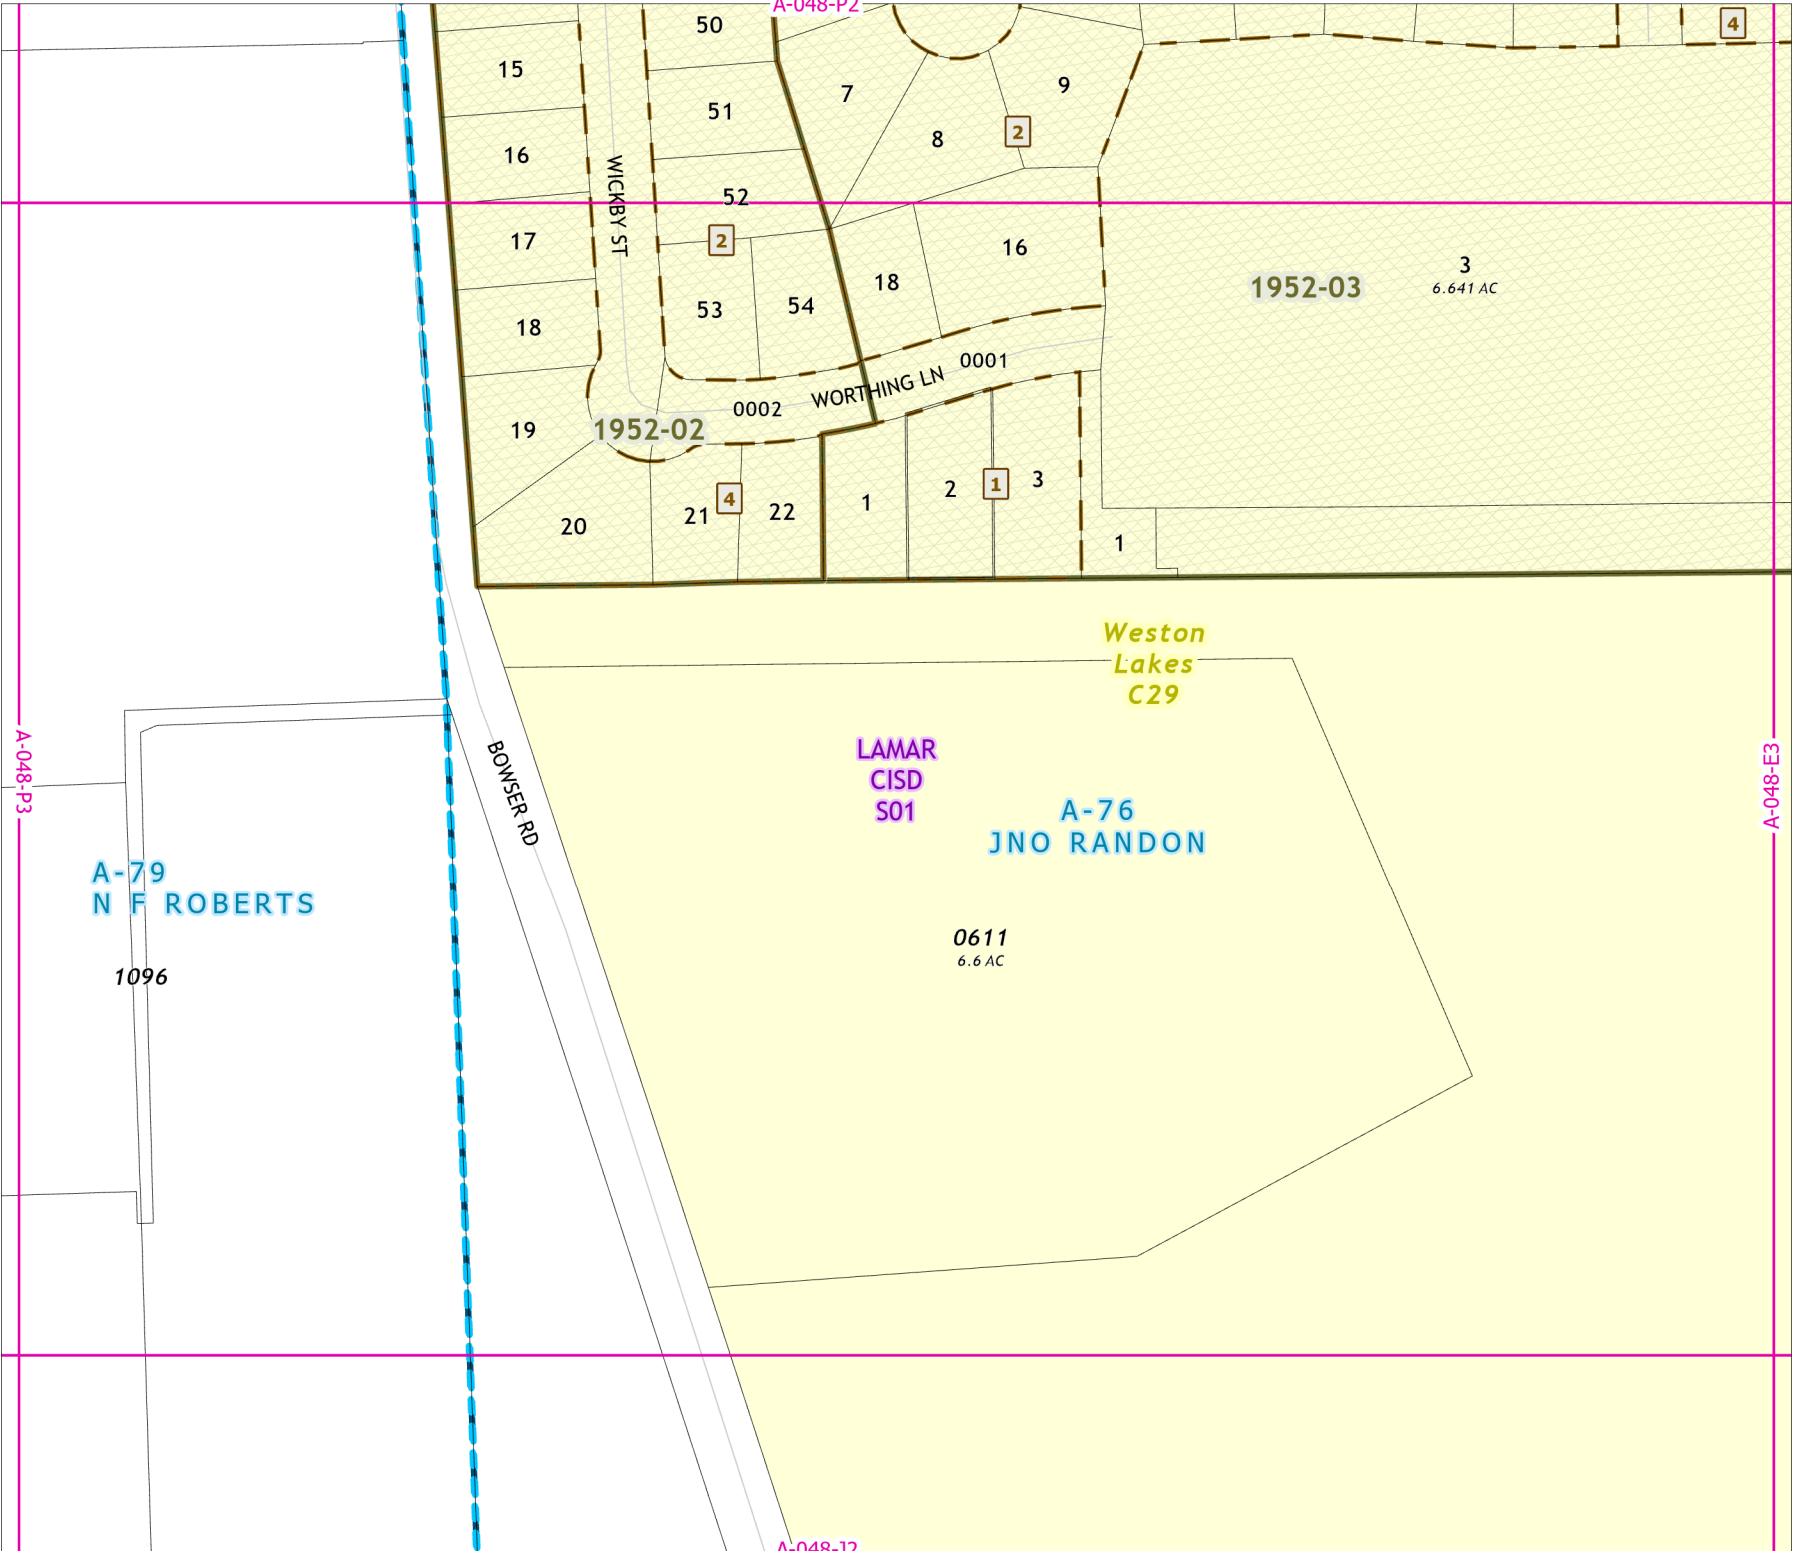 A-048-P2
50
4
15
7
9
51
8
2
16
WICKBY ST
52
17
2
16
18
53
54
18
1952-03
3
6.641 AC
0001
WORTHING LN
0002
19
1952-02
20
21
4
22
1
2
1
3
1
Weston
Lakes
C29
A-048-P3
A-048-E3
BOWSER RD
LAMAR
CISD
S01
A-76
JNO RANDON
A-79
N F ROBERTS
0611
6.6 AC
1096
A-048-J2